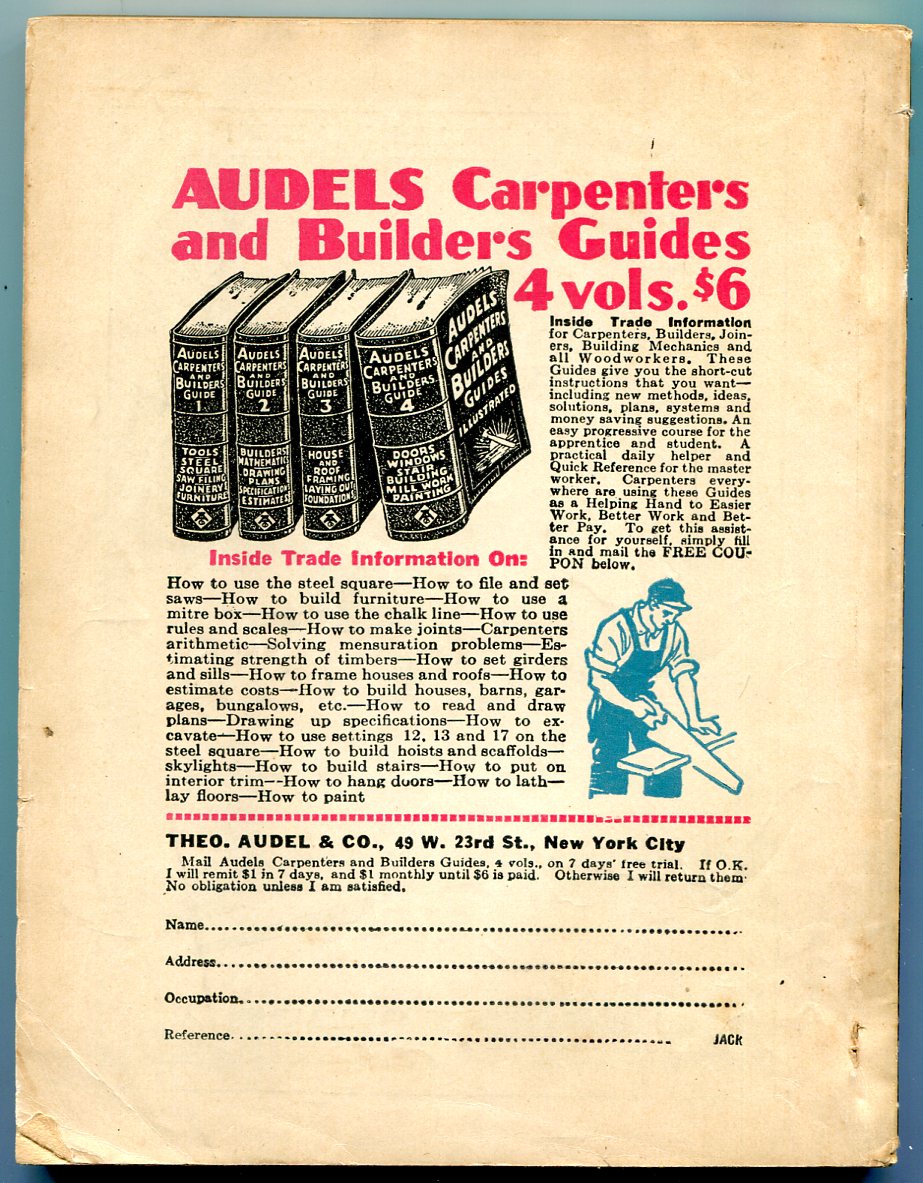 AUDELS Carpenters
and Builders Guides
4 vols. $6
AUDELS
CARPENTERS
AND
BUILDERS
GUIDE
1
TOOLS
STEEL
SQUARE
SAW FILING
JOINERY
FURNITURE
AUDELS
CARPENTERS
AND
BUILDERS
GUIDE
2
BUILDERS
MATHEMATICS
DRAWING
PLANS
SPECIFICATIONS
ESTIMATES
AUDELS
CARPENTERS
AND
BUILDERS
GUIDE
3
HOUSE
AND
ROOF
FRAMING
LAYING OUT
FOUNDATIONS
AUDELS
CARPENTERS
AND
BUILDERS
GUIDE
4
DOORS
WINDOWS
STAIR
BUILDING
MILL WORK
PAINTING
AUDELS
CARPENTERS
AND
BUILDERS
GUIDES
ILLUSTRATED
Inside Trade Information
for Carpenters, Builders, Join-
ers, Building Mechanics and
all Woodworkers. These
Guides give you the short-cut
instructions that you want—
including new methods, ideas,
solutions, plans, systems and
money saving suggestions. An
easy progressive course for the
apprentice and student. A
practical daily helper and
Quick Reference for the master
worker. Carpenters every-
where are using these Guides
as a Helping Hand to Easier
Work, Better Work and Bet-
ter Pay. To get this assist-
ance for yourself, simply fill
in and mail the FREE COU-
PON below.
Inside Trade Information On:
How to use the steel square—How to file and set
saws—How to build furniture—How to use a
mitre box—How to use the chalk line—How to use
rules and scales—How to make joints—Carpenters
arithmetic—Solving mensuration problems—Es-
timating strength of timbers—How to set girders
and sills—How to frame houses and roofs—How to
estimate costs—How to build houses, barns, gar-
ages, bungalows, etc.—How to read and draw
plans—Drawing up specifications—How to ex-
cavate—How to use settings 12, 13 and 17 on the
steel square—How to build hoists and scaffolds—
skylights—How to build stairs—How to put on
interior trim—How to hang doors—How to lath—
lay floors—How to paint
THEO. AUDEL & CO., 49 W. 23rd St., New York City
Mail Audels Carpenters and Builders Guides, 4 vols., on 7 days' free trial. If O.K.
I will remit $1 in 7 days, and $1 monthly until $6 is paid. Otherwise I will return them.
No obligation unless I am satisfied.
Name
Address
Occupation
Reference JACK